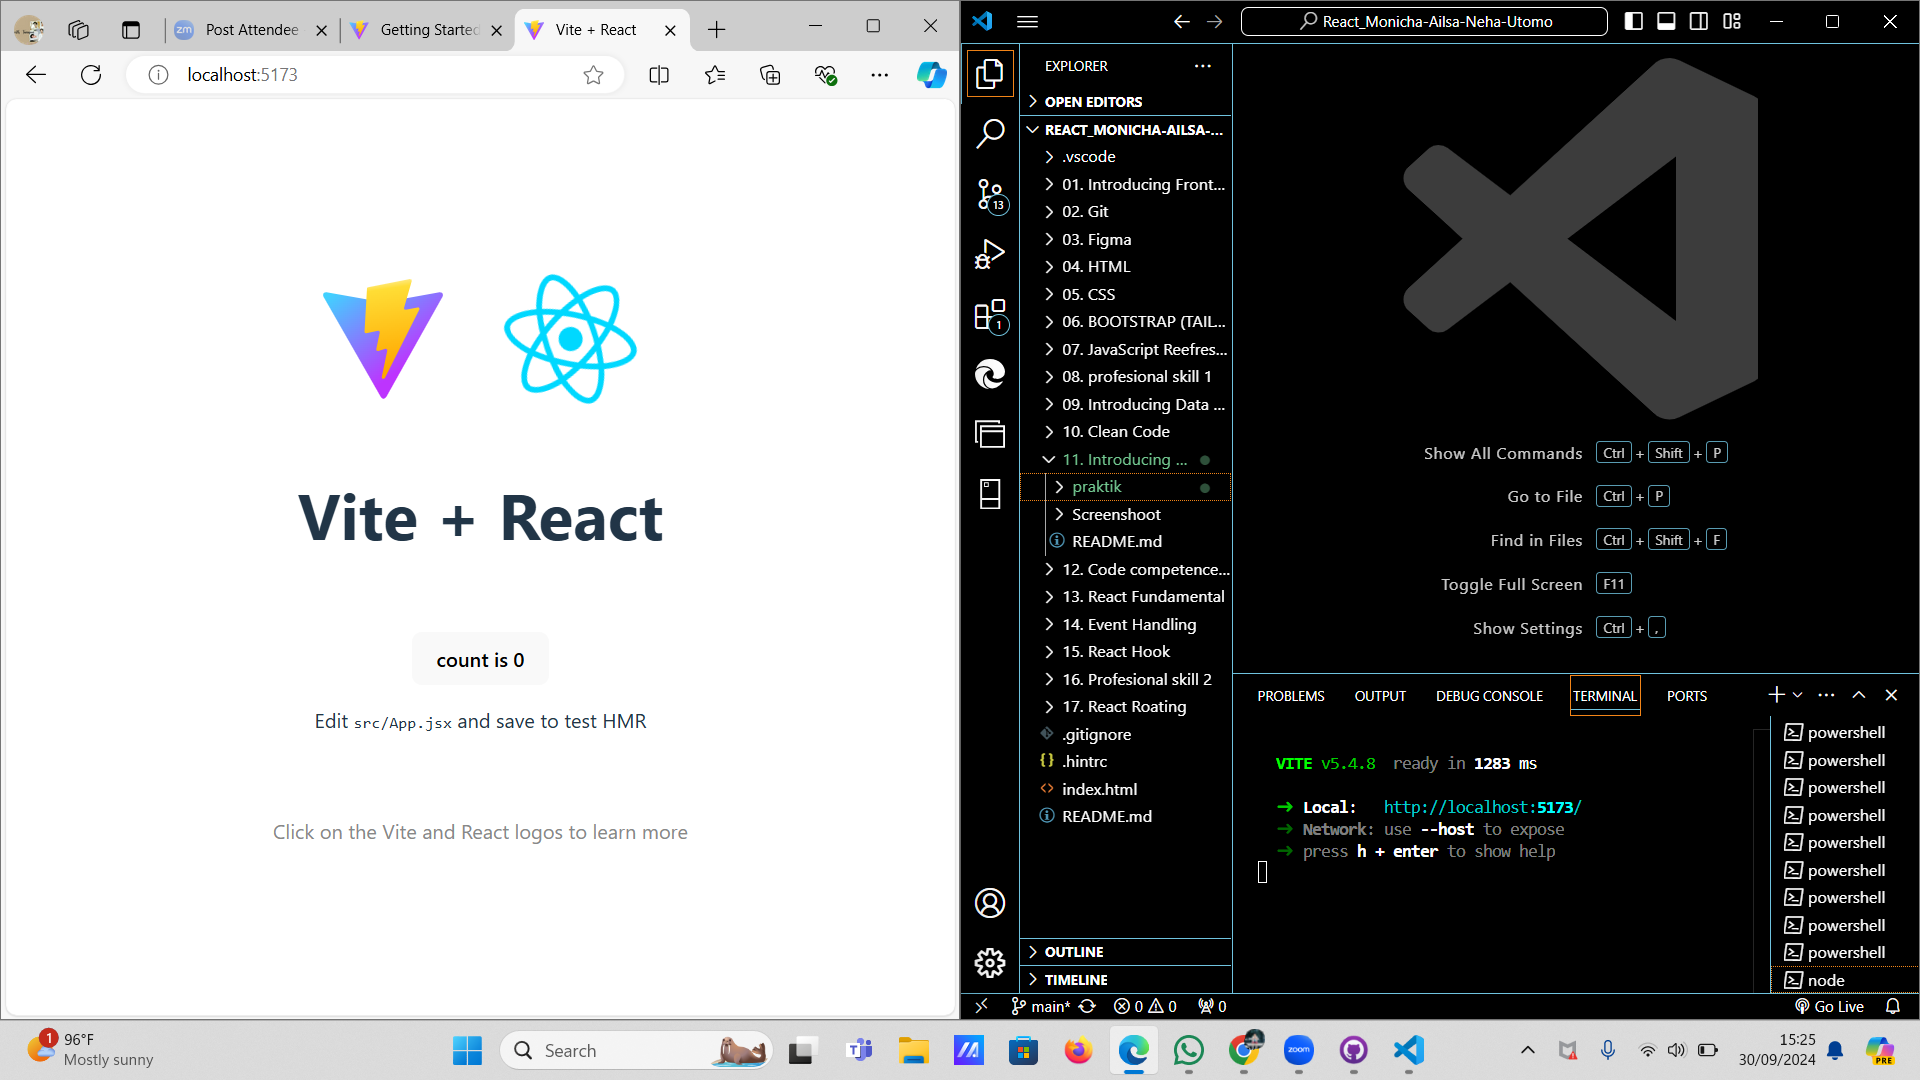 Post Attendee
Getting Started
Vite + React
localhost:5173
Vite + React
count is 0
Edit src/App.jsx and save to test HMR
Click on the Vite and React logos to learn more
React_Monicha-Ailsa-Neha-Utomo
EXPLORER
OPEN EDITORS
REACT_MONICHA-AILSA-...
.vscode
01. Introducing Front...
02. Git
03. Figma
04. HTML
05. CSS
06. BOOTSTRAP (TAIL...
07. JavaScript Reefres...
08. profesional skill 1
09. Introducing Data ...
10. Clean Code
11. Introducing ...
praktik
Screenshoot
README.md
12. Code competence...
13. React Fundamental
14. Event Handling
15. React Hook
16. Profesional skill 2
17. React Roating
.gitignore
.hintrc
index.html
README.md
OUTLINE
TIMELINE
13
1
Show All Commands Ctrl + Shift + P
Go to File Ctrl + P
Find in Files Ctrl + Shift + F
Toggle Full Screen F11
Show Settings Ctrl + ,
PROBLEMS OUTPUT DEBUG CONSOLE TERMINAL PORTS
VITE v5.4.8 ready in 1283 ms
➜ Local: http://localhost:5173/
➜ Network: use --host to expose
➜ press h + enter to show help
powershell
powershell
powershell
powershell
powershell
powershell
powershell
powershell
powershell
node
main* 0 0 0 Go Live
1
96°F
Mostly sunny
Search
zoom
15:25
30/09/2024
PRE